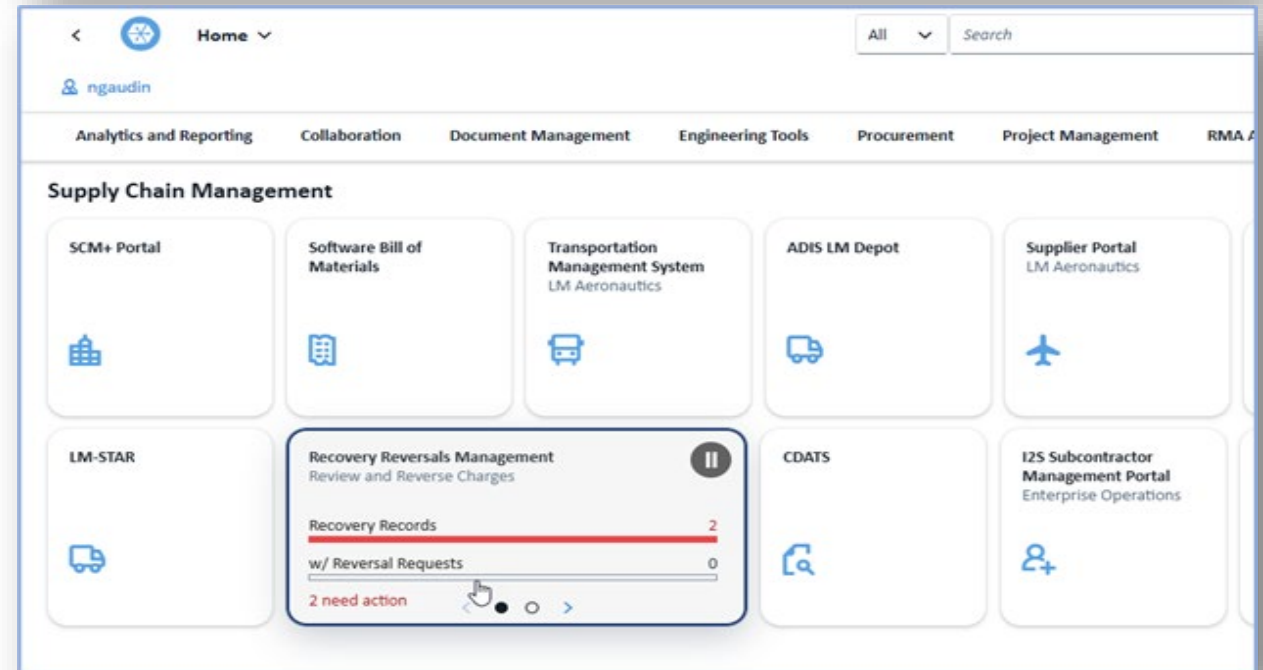 Home
All
Search
ngaudin
Analytics and Reporting
Collaboration
Document Management
Engineering Tools
Procurement
Project Management
RMA
Supply Chain Management
SCM+ Portal
Software Bill of
Materials
Transportation
Management System
LM Aeronautics
ADIS LM Depot
Supplier Portal
LM Aeronautics
LM-STAR
Recovery Reversals Management
Review and Reverse Charges
Recovery Records 2
w/ Reversal Requests 0
2 need action
CDATS
I2S Subcontractor
Management Portal
Enterprise Operations